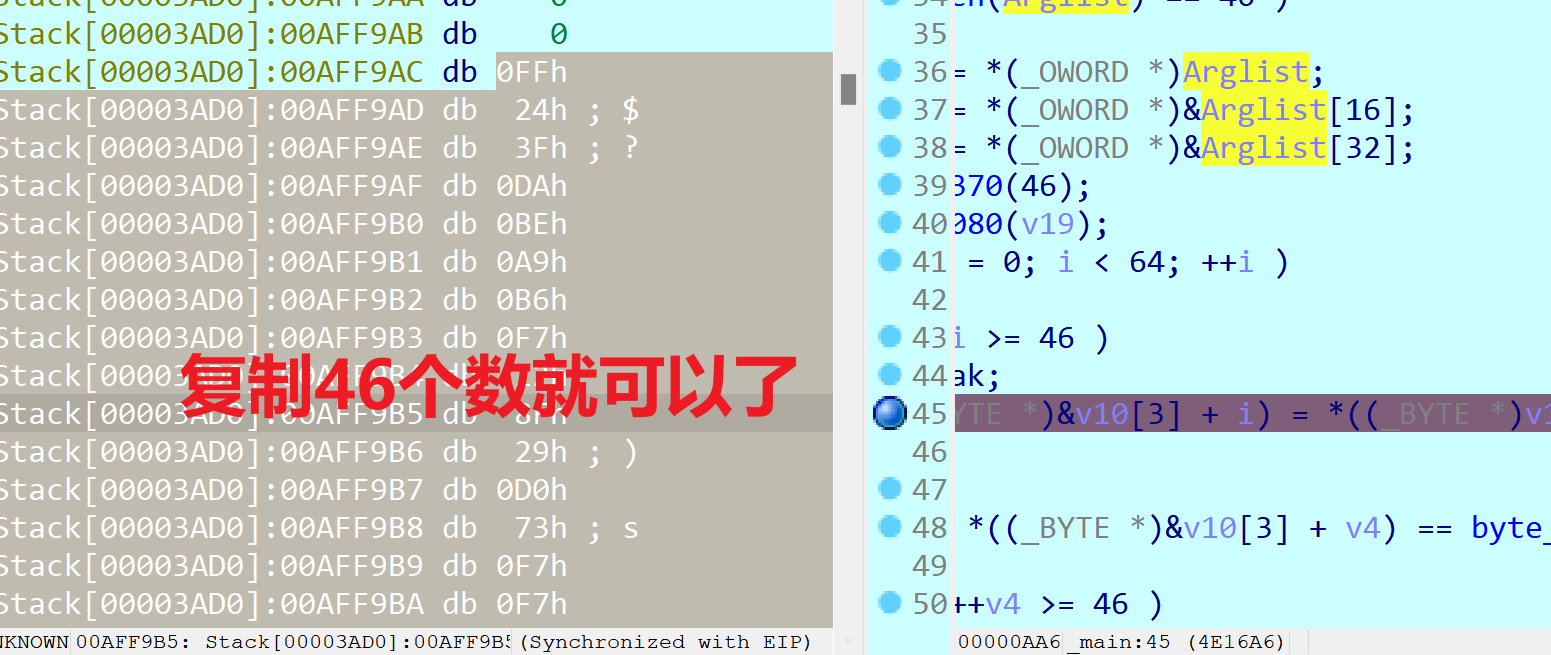 Stack[00003AD0]:00AFF9AA db 0
Stack[00003AD0]:00AFF9AB db 0
Stack[00003AD0]:00AFF9AC db 0FFh
Stack[00003AD0]:00AFF9AD db 24h ; $
Stack[00003AD0]:00AFF9AE db 3Fh ; ?
Stack[00003AD0]:00AFF9AF db 0DAh
Stack[00003AD0]:00AFF9B0 db 0BEh
Stack[00003AD0]:00AFF9B1 db 0A9h
Stack[00003AD0]:00AFF9B2 db 0B6h
Stack[00003AD0]:00AFF9B3 db 0F7h
Stack[00003AD0]:00AFF9B4 db
Stack[00003AD0]:00AFF9B5 db 8Fh
Stack[00003AD0]:00AFF9B6 db 29h ; )
Stack[00003AD0]:00AFF9B7 db 0D0h
Stack[00003AD0]:00AFF9B8 db 73h ; s
Stack[00003AD0]:00AFF9B9 db 0F7h
Stack[00003AD0]:00AFF9BA db 0F7h
复制46个数就可以了
NKNOWN 00AFF9B5: Stack[00003AD0]:00AFF9B5 (Synchronized with EIP)
34 en(Arglist) == 46 )
35
36 = *(_OWORD *)Arglist;
37 = *(_OWORD *)&Arglist[16];
38 = *(_OWORD *)&Arglist[32];
39 370(46);
40 080(v19);
41 = 0; i < 64; ++i )
42
43 i >= 46 )
44 ak;
45 YTE *)&v10[3] + i) = *((_BYTE *)v1
46
47
48 *((_BYTE *)&v10[3] + v4) == byte_
49
50 ++v4 >= 46 )
00000AA6 _main:45 (4E16A6)